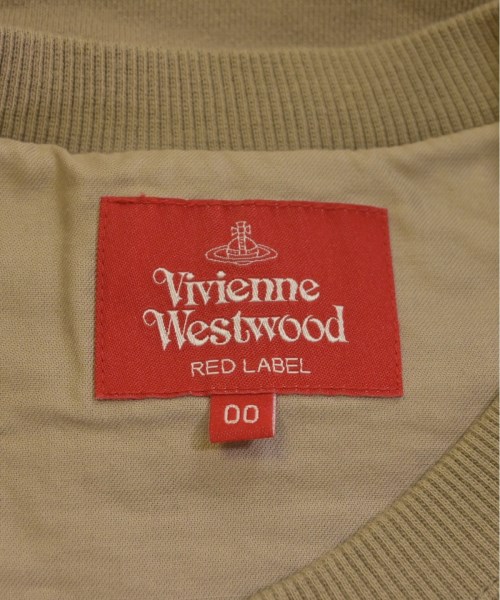 Vivienne
Westwood
RED LABEL
00